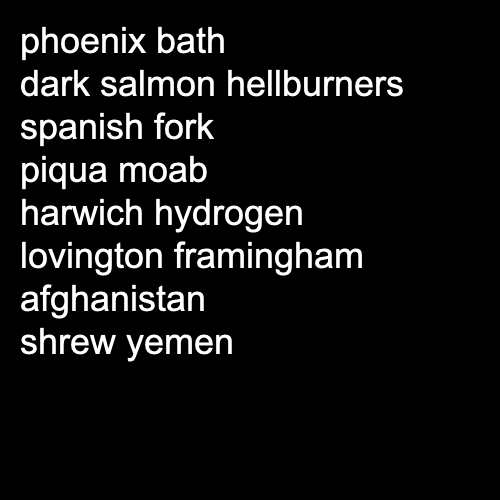 phoenix bath
dark salmon hellburners
spanish fork
piqua moab
harwich hydrogen
lovington framingham
afghanistan
shrew yemen